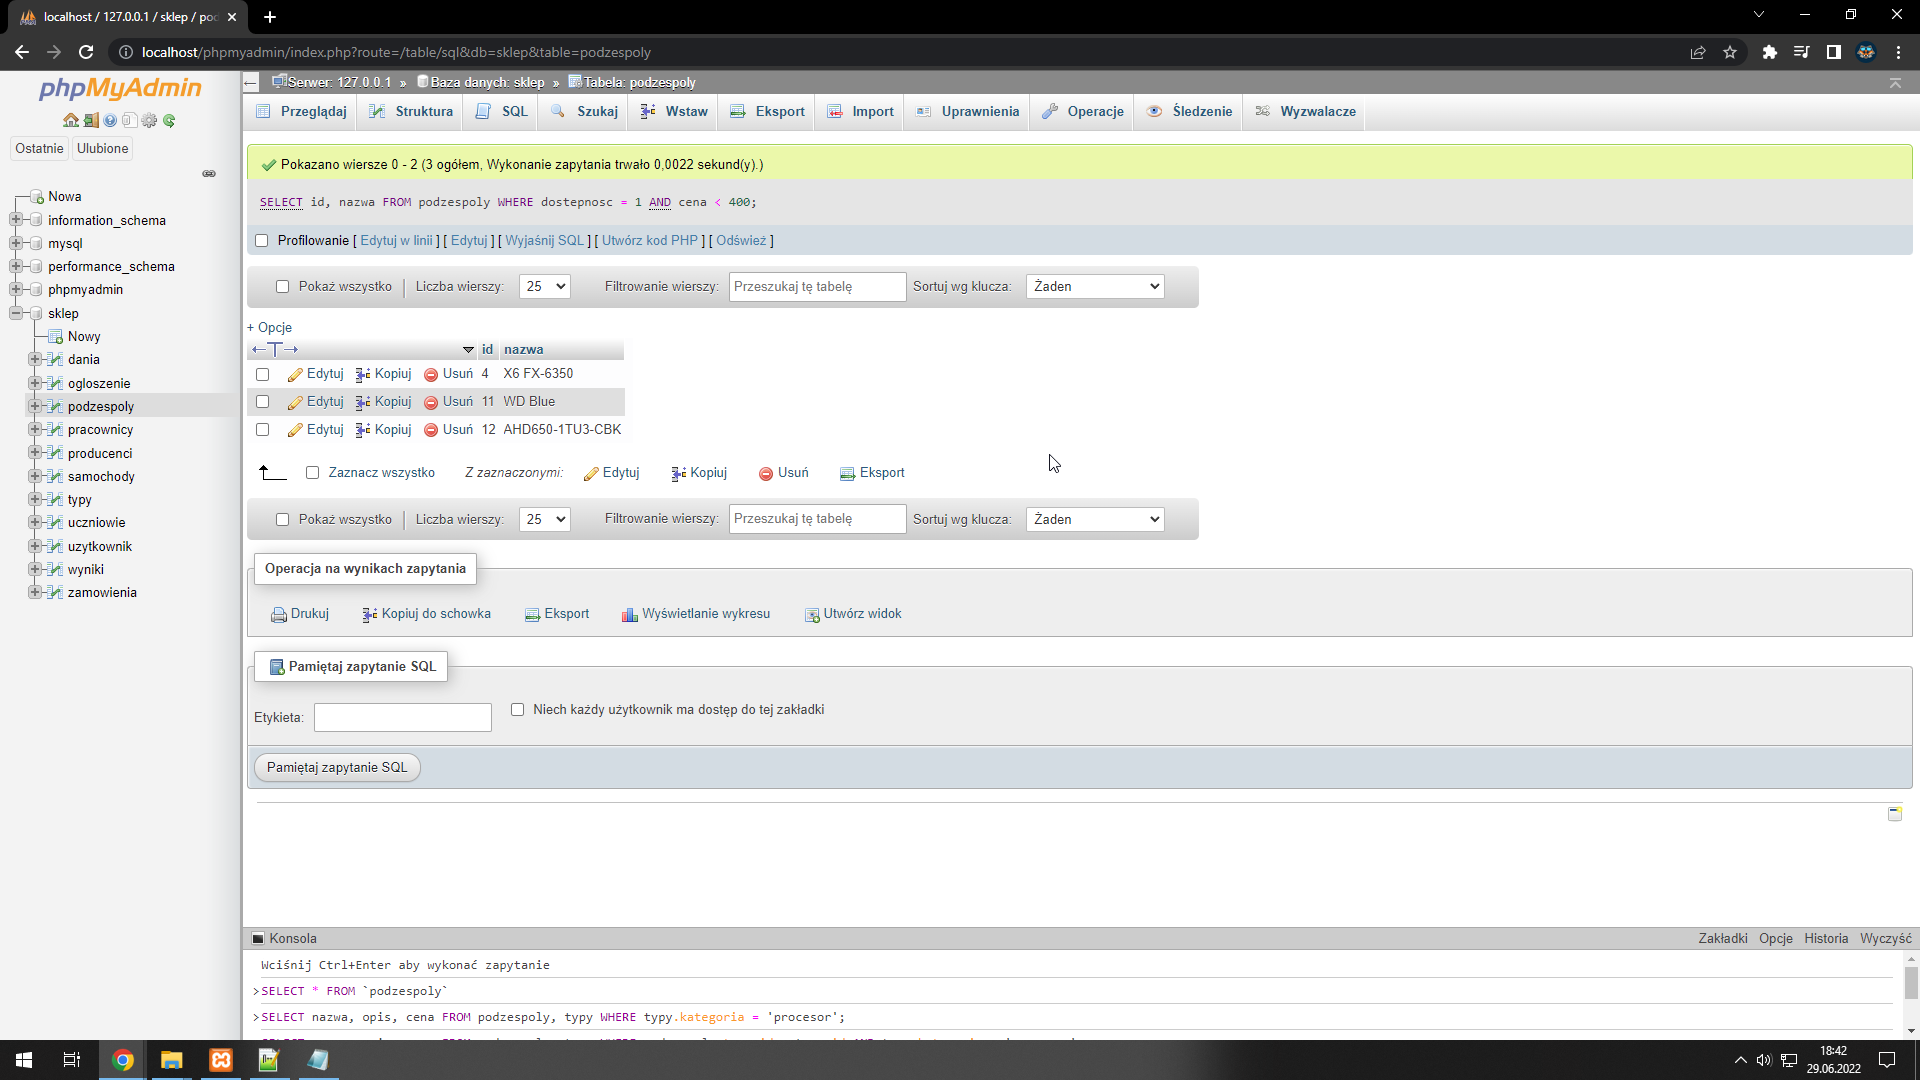 localhost / 127.0.0.1 / sklep / pod
localhost/phpmyadmin/index.php?route=/table/sql&db=sklep&table=podzespoly
phpMyAdmin
Ostatnie Ulubione
Nowa
information_schema
mysql
performance_schema
phpmyadmin
sklep
Nowy
dania
ogloszenie
podzespoly
pracownicy
producenci
samochody
typy
uczniowie
uzytkownik
wyniki
zamowienia
Serwer: 127.0.0.1 » Baza danych: sklep » Tabela: podzespoly
Przeglądaj Struktura SQL Szukaj Wstaw Eksport Import Uprawnienia Operacje Śledzenie Wyzwalacze
Pokazano wiersze 0 - 2 (3 ogółem, Wykonanie zapytania trwało 0,0022 sekund(y).)
SELECT id, nazwa FROM podzespoly WHERE dostepnosc = 1 AND cena < 400;
Profilowanie [ Edytuj w linii ] [ Edytuj ] [ Wyjaśnij SQL ] [ Utwórz kod PHP ] [ Odśwież ]
Pokaż wszystko | Liczba wierszy: 25 Filtrowanie wierszy: Przeszukaj tę tabelę Sortuj wg klucza: Żaden
+ Opcje
←T→ id nazwa
Edytuj Kopiuj Usuń 4 X6 FX-6350
Edytuj Kopiuj Usuń 11 WD Blue
Edytuj Kopiuj Usuń 12 AHD650-1TU3-CBK
Zaznacz wszystko Z zaznaczonymi: Edytuj Kopiuj Usuń Eksport
Pokaż wszystko | Liczba wierszy: 25 Filtrowanie wierszy: Przeszukaj tę tabelę Sortuj wg klucza: Żaden
Operacja na wynikach zapytania
Drukuj Kopiuj do schowka Eksport Wyświetlanie wykresu Utwórz widok
Pamiętaj zapytanie SQL
Etykieta: Niech każdy użytkownik ma dostęp do tej zakładki
Pamiętaj zapytanie SQL
Konsola Zakładki Opcje Historia Wyczyść
Wciśnij Ctrl+Enter aby wykonać zapytanie
>SELECT * FROM `podzespoly`
>SELECT nazwa, opis, cena FROM podzespoly, typy WHERE typy.kategoria = 'procesor';
18:42
29.06.2022